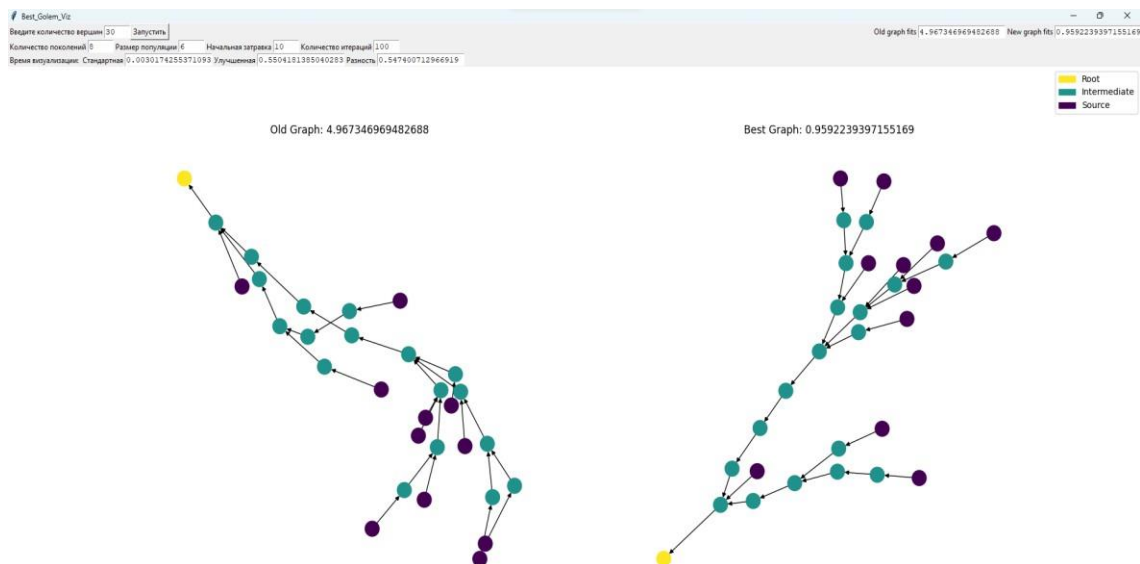 Best_Golem_Viz
Введите количество вершин 30 Запустить Old graph fits 4.967346969482688 New graph fits 0.9592239397155169
Количество поколений 8 Размер популяции 6 Начальная затравка 10 Количество итераций 100
Время визуализации: Стандартная 0.0030174255371093 Улучшенная 0.5504181385040283 Разность 0.547400712966919
Root
Intermediate
Source
Old Graph: 4.967346969482688 Best Graph: 0.9592239397155169